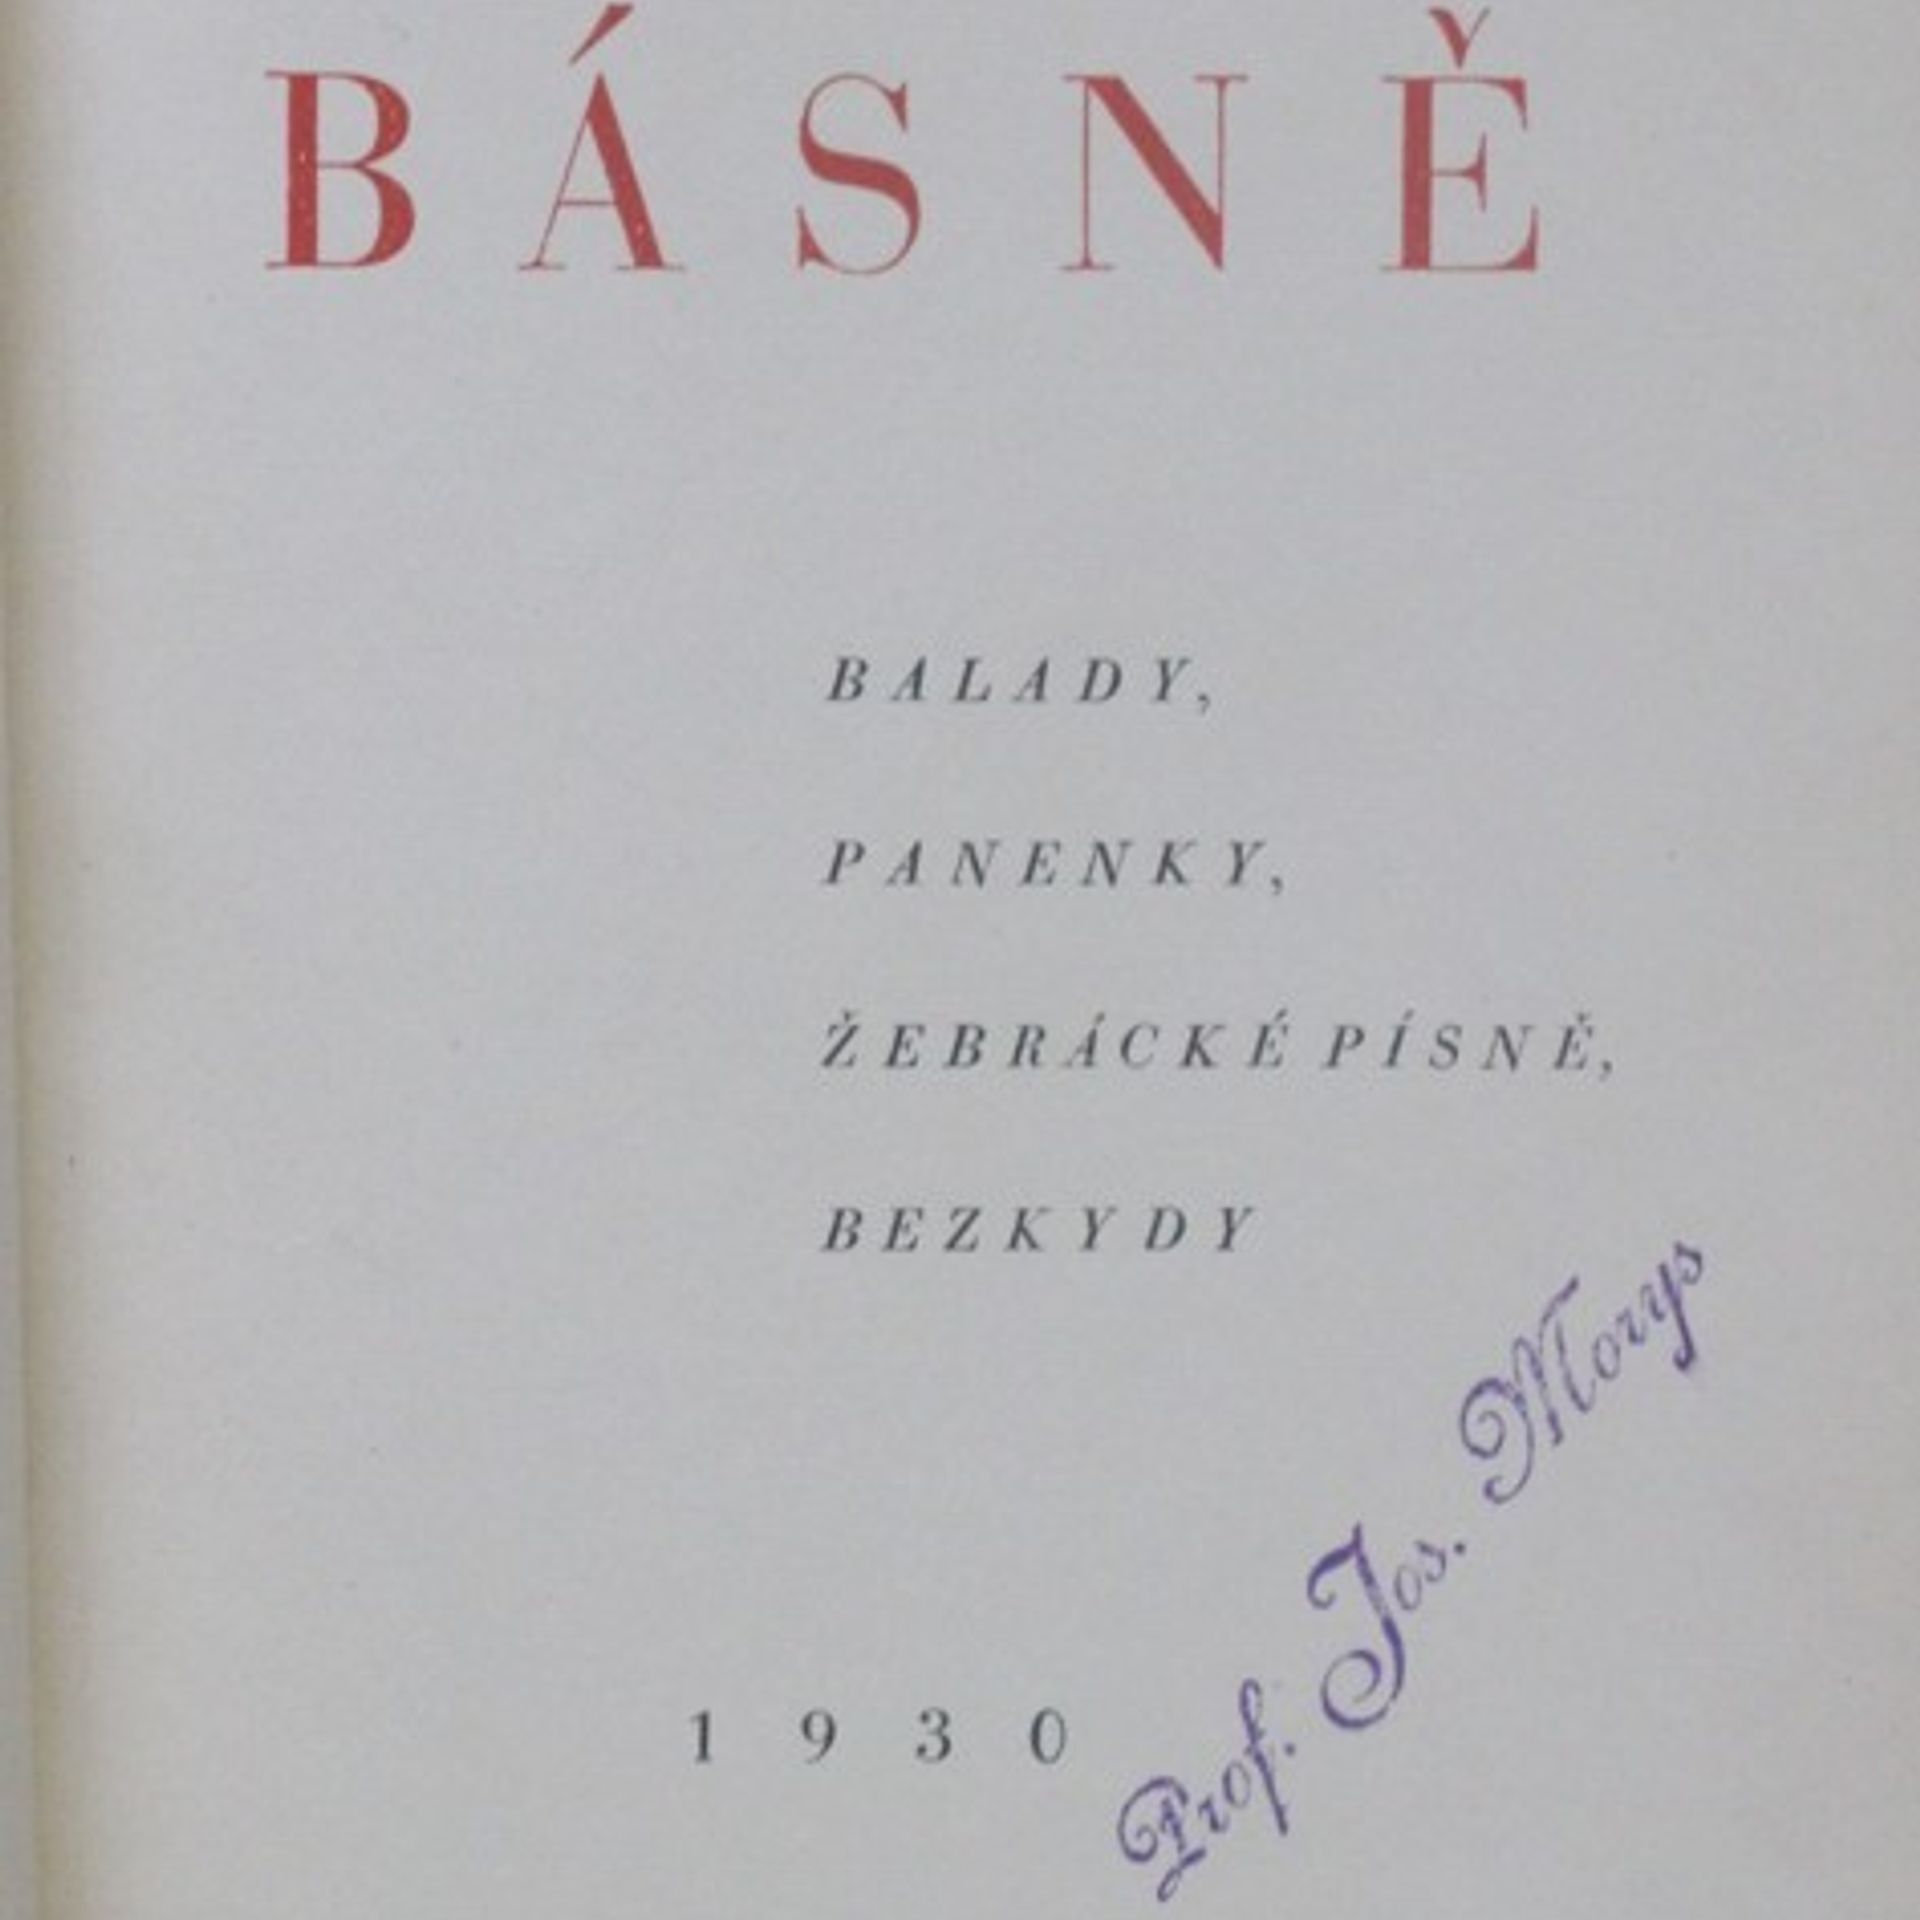 BÁSNĚ
BALADY,
PANENKY,
ŽEBRÁCKÉ PÍSNĚ,
BEZKYDY
1930
Prof. Jos. Morys